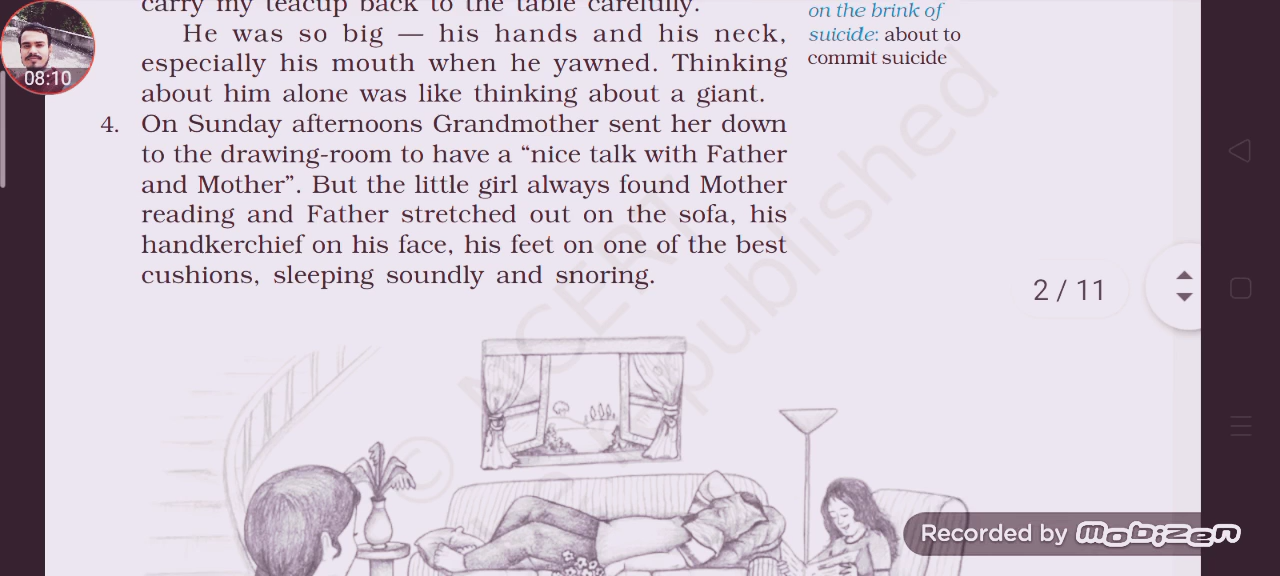 carry my teacup back to the table carefully.
He was so big — his hands and his neck,
especially his mouth when he yawned. Thinking
about him alone was like thinking about a giant.
4. On Sunday afternoons Grandmother sent her down
to the drawing-room to have a “nice talk with Father
and Mother”. But the little girl always found Mother
reading and Father stretched out on the sofa, his
handkerchief on his face, his feet on one of the best
cushions, sleeping soundly and snoring.
on the brink of
suicide: about to
commit suicide
08:10
2 / 11
© NCERT
published
Recorded by mobizen